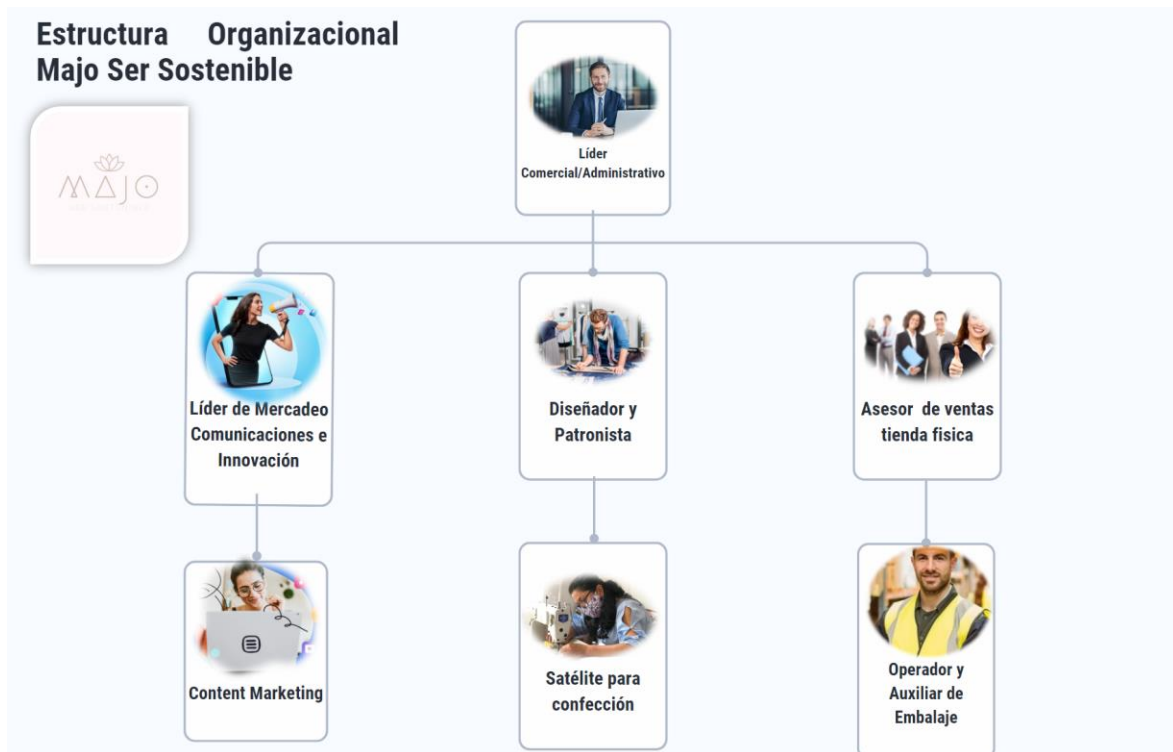 Estructura Organizacional
Majo Ser Sostenible
MAJO
Líder
Comercial/Administrativo
Líder de Mercadeo
Comunicaciones e
Innovación
Diseñador y
Patronista
Asesor de ventas
tienda fisica
Content Marketing
Satélite para
confección
Operador y
Auxiliar de
Embalaje